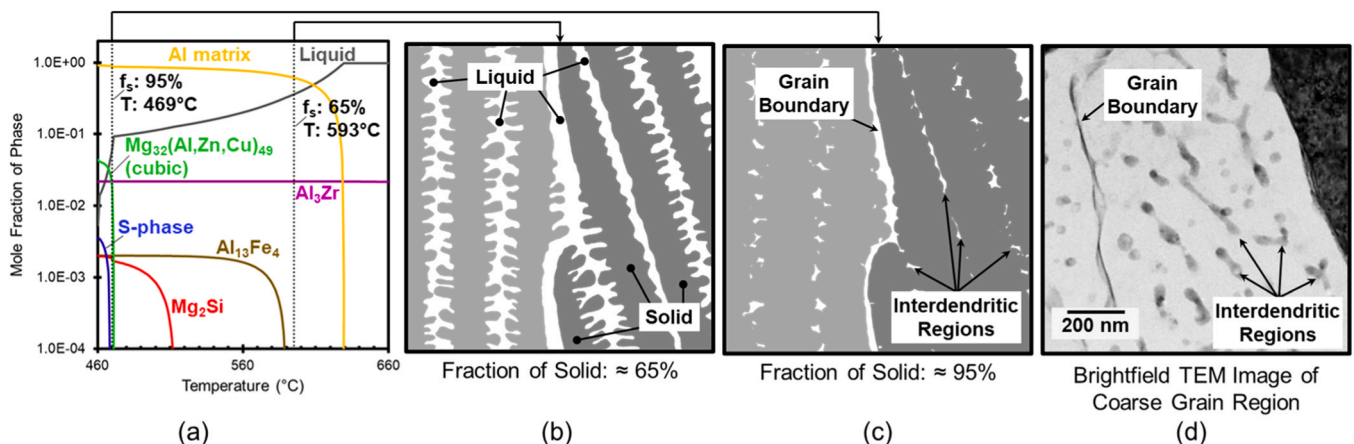 Al matrix
Liquid
1.0E+00
1.0E-01
1.0E-02
1.0E-03
1.0E-04
Mole Fraction of Phase
fs: 95%
T: 469°C
fs: 65%
T: 593°C
Mg32(Al,Zn,Cu)49
(cubic)
Al3Zr
S-phase
Al13Fe4
Mg2Si
460
560
660
Temperature (°C)
(a)
Liquid
Solid
Fraction of Solid: ≈ 65%
(b)
Grain
Boundary
Interdendritic
Regions
Fraction of Solid: ≈ 95%
(c)
Grain
Boundary
200 nm
Interdendritic
Regions
Brightfield TEM Image of
Coarse Grain Region
(d)